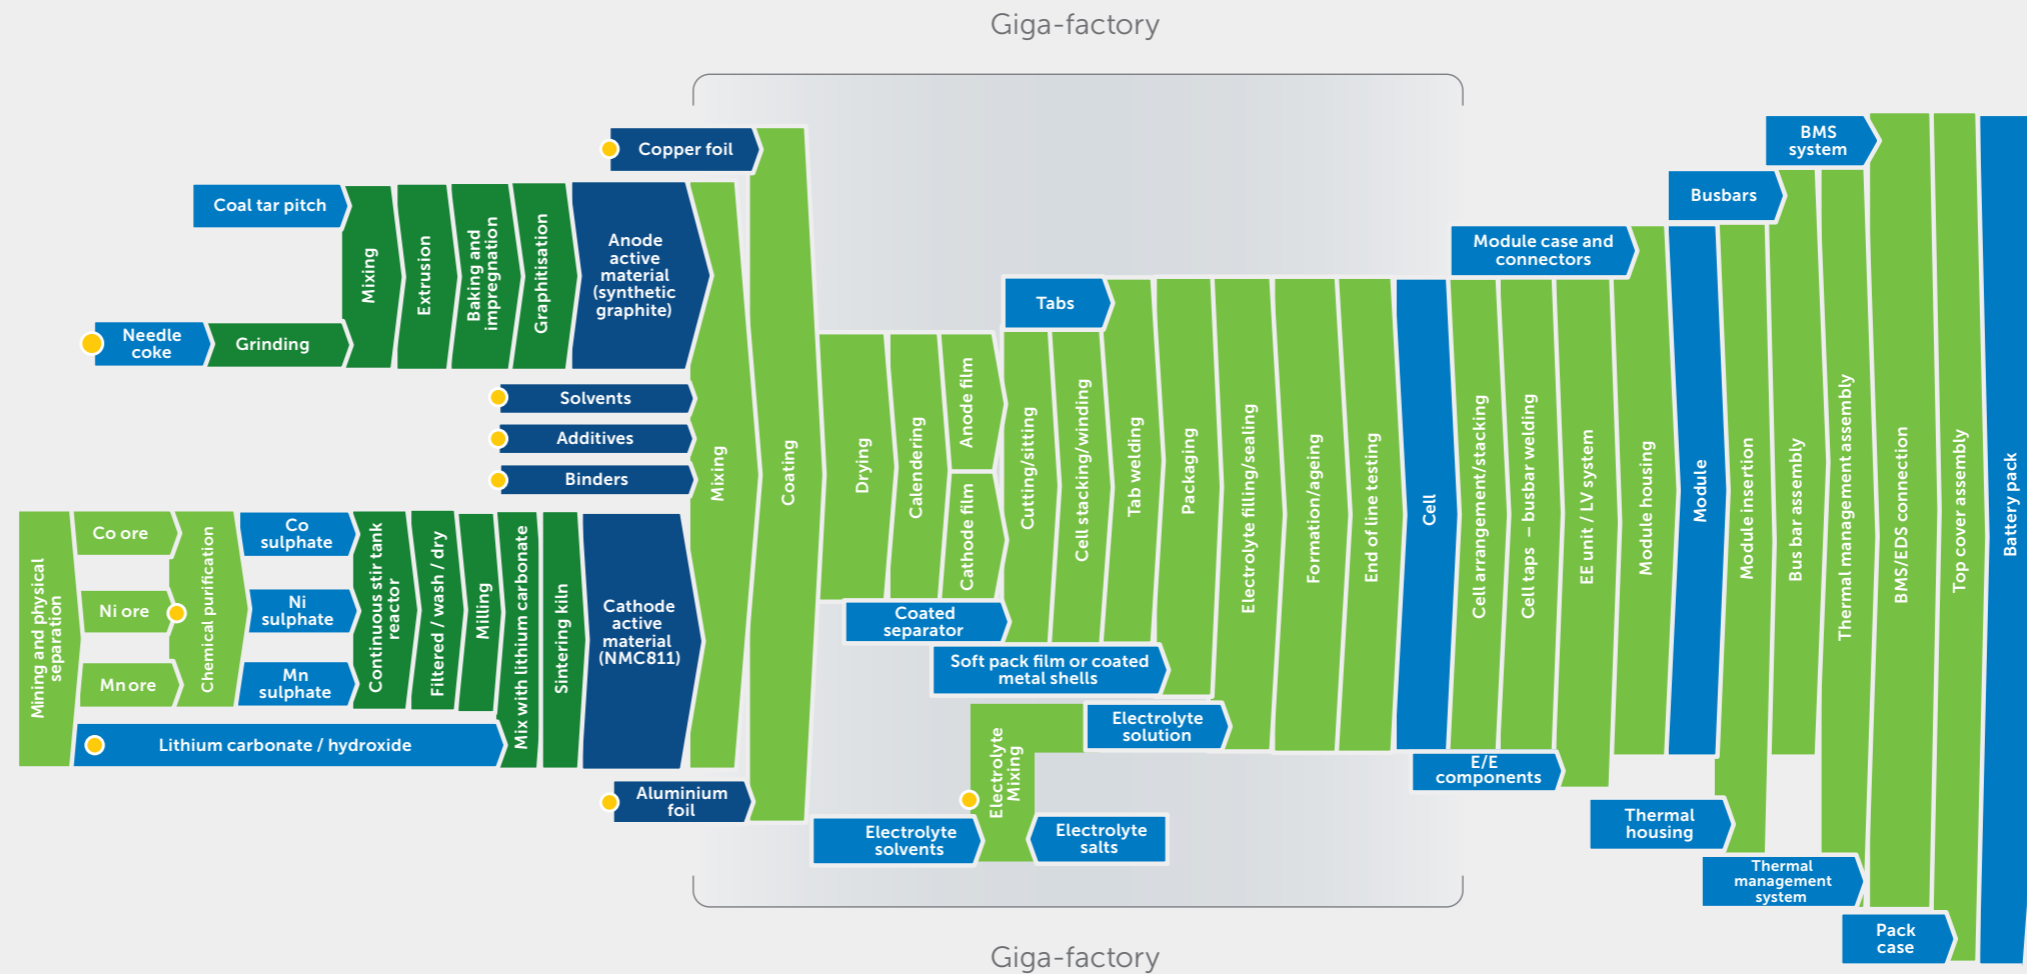 Giga-factory
Copper foil
Coal tar pitch
Needle
coke
Grinding
Mixing
Extrusion
Baking and
impregnation
Graphitisation
Anode
active
material
(synthetic
graphite)
Solvents
Additives
Binders
Mining and physical
separation
Co ore
Ni ore
Mn ore
Chemical purification
Co
sulphate
Ni
sulphate
Mn
sulphate
Lithium carbonate / hydroxide
Continuous stir tank
reactor
Filtered / wash / dry
Milling
Mix with lithium carbonate
Sintering kiln
Cathode
active
material
(NMC811)
Aluminium
foil
Mixing
Coating
Drying
Calendering
Anode film
Cathode film
Coated
separator
Tabs
Cutting/sitting
Cell stacking/winding
Tab welding
Soft pack film or coated
metal shells
Packaging
Electrolyte
solvents
Electrolyte
Mixing
Electrolyte
salts
Electrolyte
solution
Electrolyte filling/sealing
Formation/ageing
End of line testing
Cell
Cell arrangement/stacking
Cell taps – busbar welding
E/E
components
EE unit / LV system
Module case and
connectors
Module housing
Module
Thermal
housing
Module insertion
Busbars
Bus bar assembly
Thermal
management
system
Thermal management assembly
BMS
system
BMS/EDS connection
Pack
case
Top cover assembly
Battery pack
Giga-factory